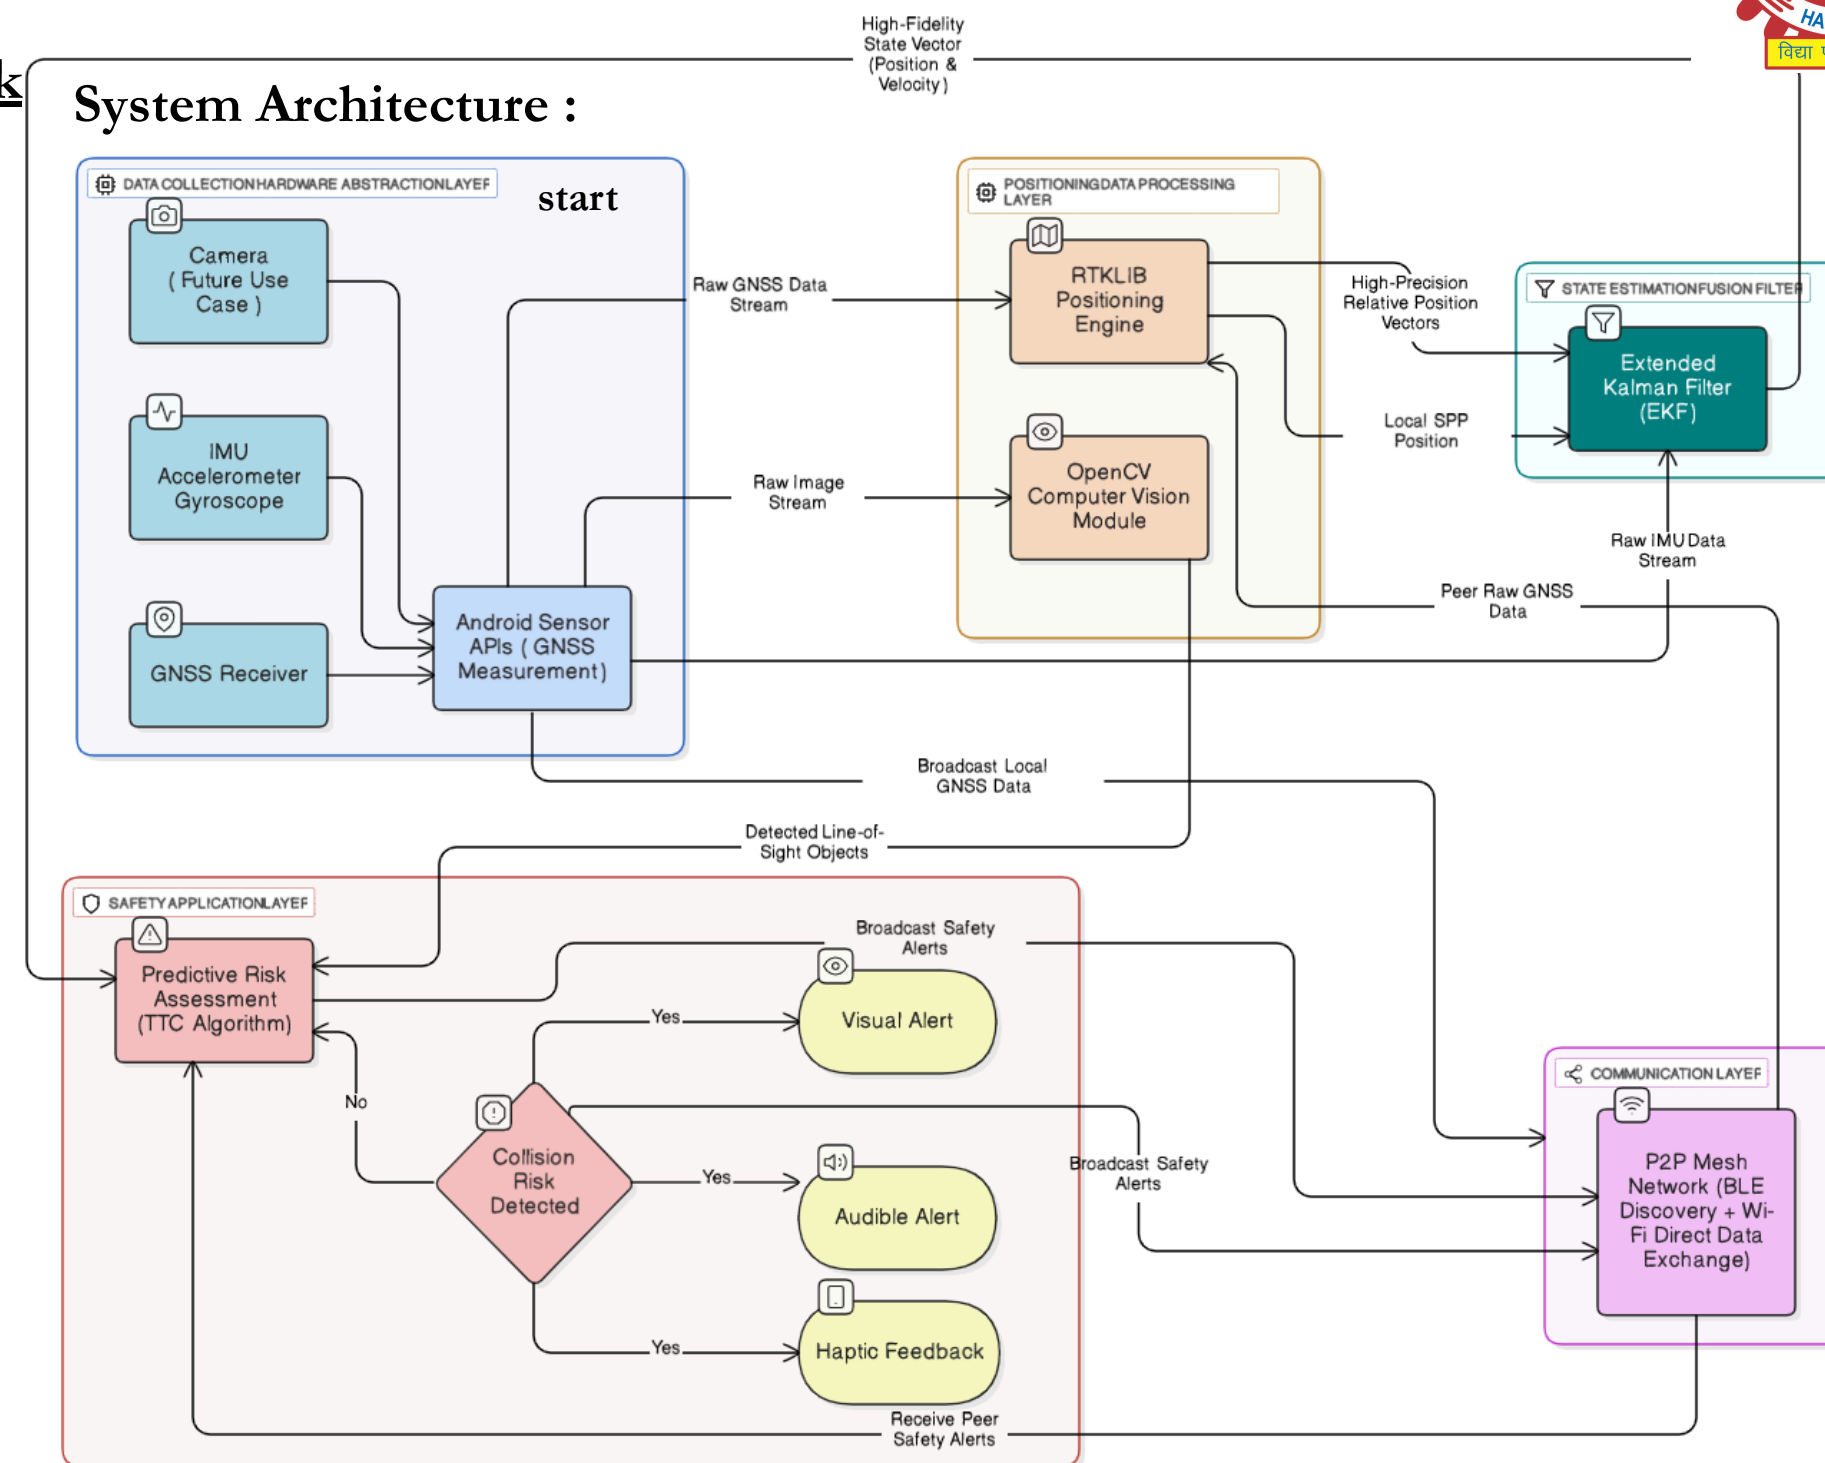 High-Fidelity
State Vector
(Position &
Velocity)
k
System Architecture :
HA
विद्या
DATA COLLECTION HARDWARE ABSTRACTION LAYER
start
Camera
( Future Use
Case )
IMU
Accelerometer
Gyroscope
GNSS Receiver
Android Sensor
APIs ( GNSS
Measurement)
Raw GNSS Data
Stream
Raw Image
Stream
POSITIONING DATA PROCESSING
LAYER
RTKLIB
Positioning
Engine
OpenCV
Computer Vision
Module
High-Precision
Relative Position
Vectors
Local SPP
Position
STATE ESTIMATION FUSION FILTER
Extended
Kalman Filter
(EKF)
Raw IMU Data
Stream
Peer Raw GNSS
Data
Broadcast Local
GNSS Data
Detected Line-of-
Sight Objects
SAFETY APPLICATION LAYER
Predictive Risk
Assessment
(TTC Algorithm)
Broadcast Safety
Alerts
Yes
Visual Alert
No
Collision
Risk
Detected
Yes
Audible Alert
Broadcast Safety
Alerts
Yes
Haptic Feedback
Receive Peer
Safety Alerts
COMMUNICATION LAYER
P2P Mesh
Network (BLE
Discovery + Wi-
Fi Direct Data
Exchange)